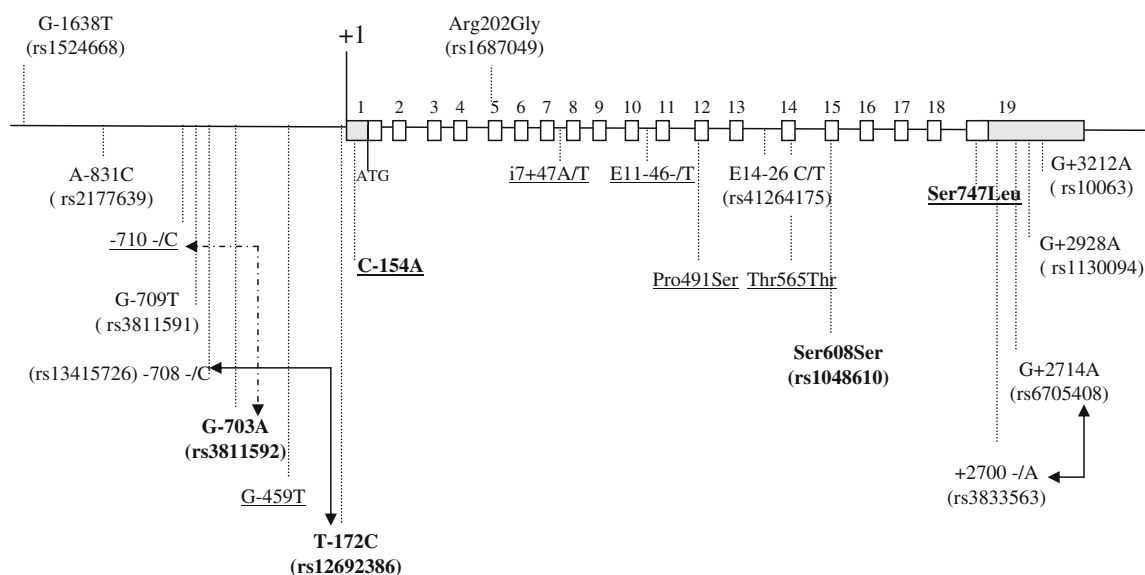 G-1638T
(rs1524668)
+1
Arg202Gly
(rs1687049)
1 2 3 4 5 6 7 8 9 10 11 12 13 14 15 16 17 18 19
ATG
A-831C
( rs2177639)
i7+47A/T
E11-46-/T
E14-26 C/T
(rs41264175)
Ser747Leu
G+3212A
(rs10063)
-710 -/C
C-154A
Pro491Ser
Thr565Thr
G+2928A
( rs1130094)
G-709T
( rs3811591)
(rs13415726) -708 -/C
Ser608Ser
(rs1048610)
G+2714A
(rs6705408)
G-703A
(rs3811592)
G-459T
+2700 -/A
(rs3833563)
T-172C
(rs12692386)